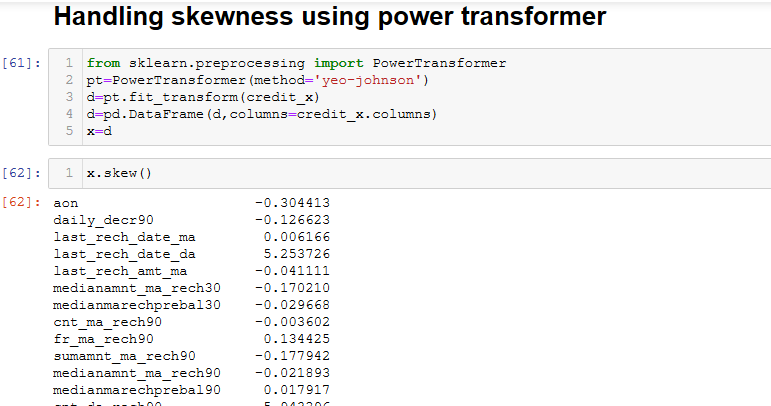 Handling skewness using power transformer
[61]: 1 from sklearn.preprocessing import PowerTransformer
2 pt=PowerTransformer(method='yeo-johnson')
3 d=pt.fit_transform(credit_x)
4 d=pd.DataFrame(d,columns=credit_x.columns)
5 x=d
[62]: 1 x.skew()
[62]: aon -0.304413
daily_decr90 -0.126623
last_rech_date_ma 0.006166
last_rech_date_da 5.253726
last_rech_amt_ma -0.041111
medianamnt_ma_rech30 -0.170210
medianmarechprebal30 -0.029668
cnt_ma_rech90 -0.003602
fr_ma_rech90 0.134425
sumamnt_ma_rech90 -0.177942
medianamnt_ma_rech90 -0.021893
medianmarechprebal90 0.017917